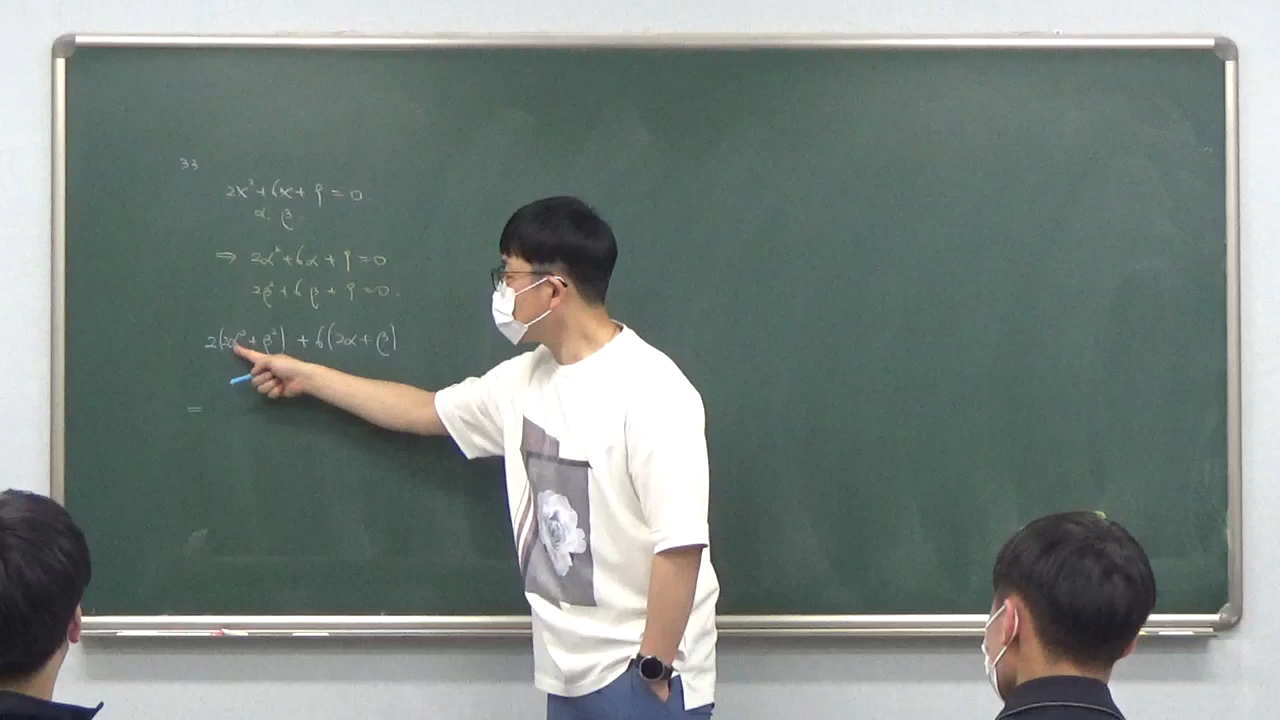 33
2x²+6x+9=0
α, β
⇒ 2α²+6α+9=0
2β²+6β+9=0.
2(2α²+β²)+6(2α+β)
=